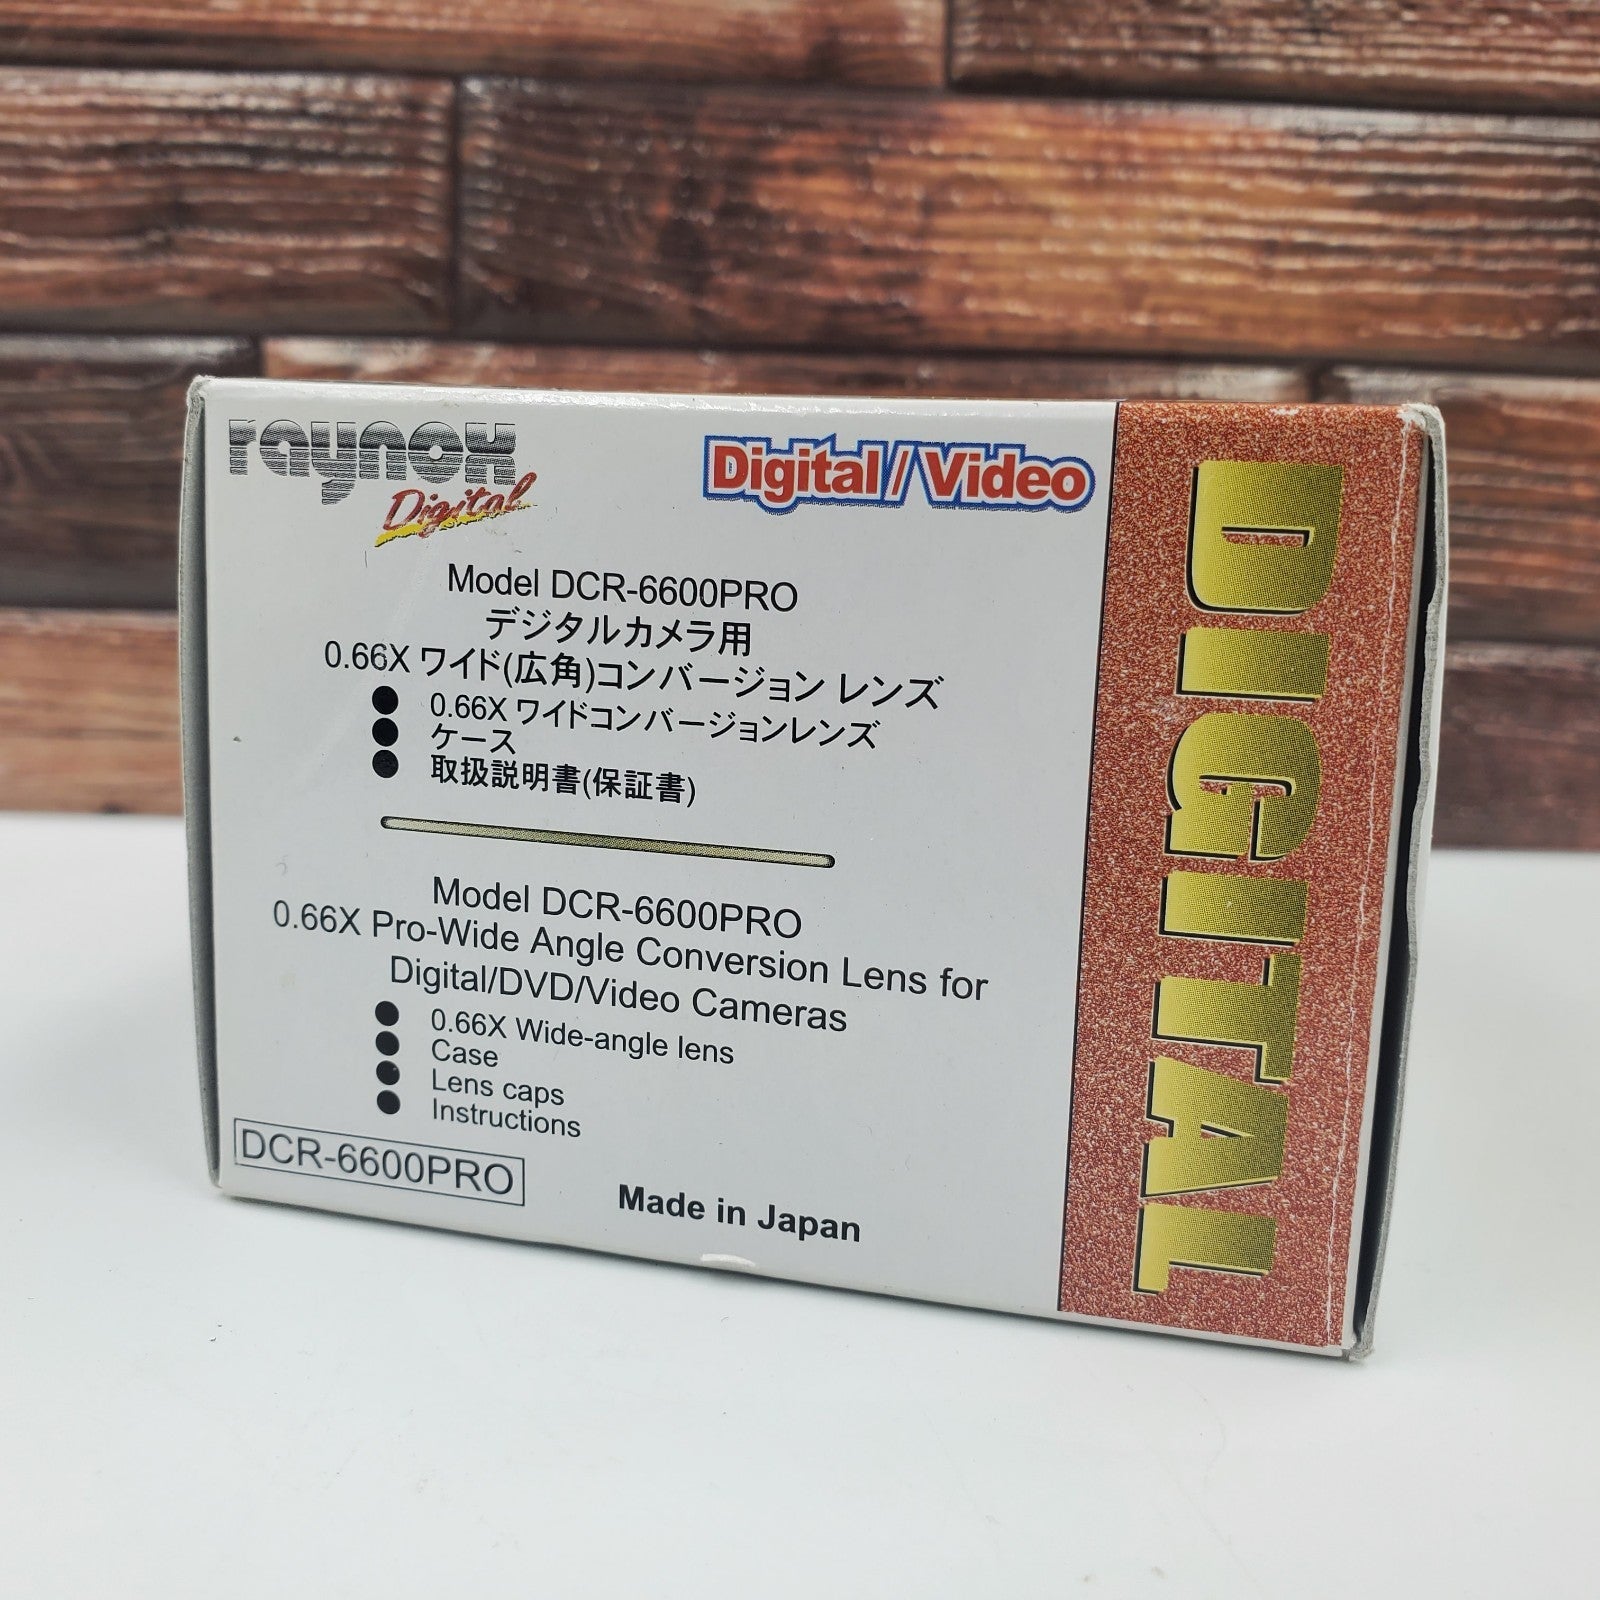 raynox
Digital
Digital/Video
Model DCR-6600PRO
デジタルカメラ用
0.66X ワイド(広角)コンバージョン レンズ
● 0.66X ワイドコンバージョンレンズ
● ケース
● 取扱説明書(保証書)
Model DCR-6600PRO
0.66X Pro-Wide Angle Conversion Lens for
Digital/DVD/Video Cameras
● 0.66X Wide-angle lens
● Case
● Lens caps
● Instructions
DCR-6600PRO
Made in Japan
DIGITAL